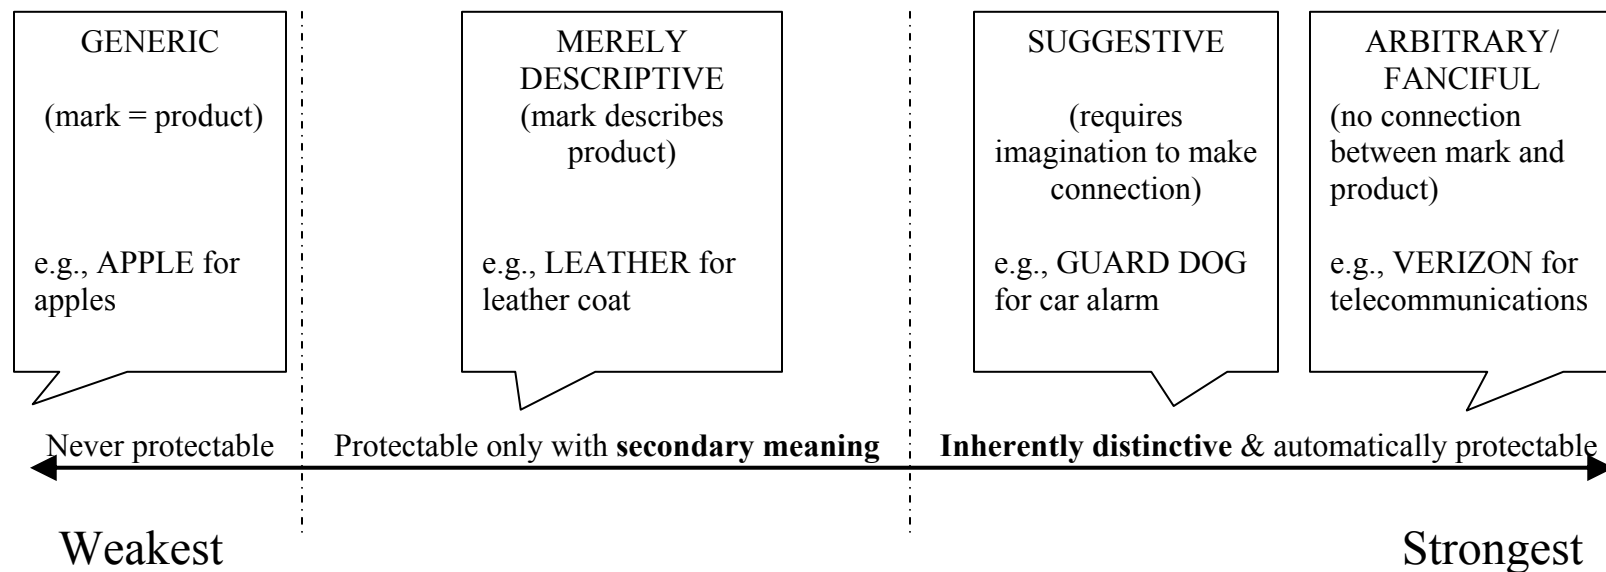 GENERIC
(mark = product)
e.g., APPLE for
apples
MERELY
DESCRIPTIVE
(mark describes
product)
e.g., LEATHER for
leather coat
SUGGESTIVE
(requires
imagination to make
connection)
e.g., GUARD DOG
for car alarm
ARBITRARY/
FANCIFUL
(no connection
between mark and
product)
e.g., VERIZON for
telecommunications
Never protectable
Protectable only with secondary meaning
Inherently distinctive & automatically protectable
Weakest
Strongest